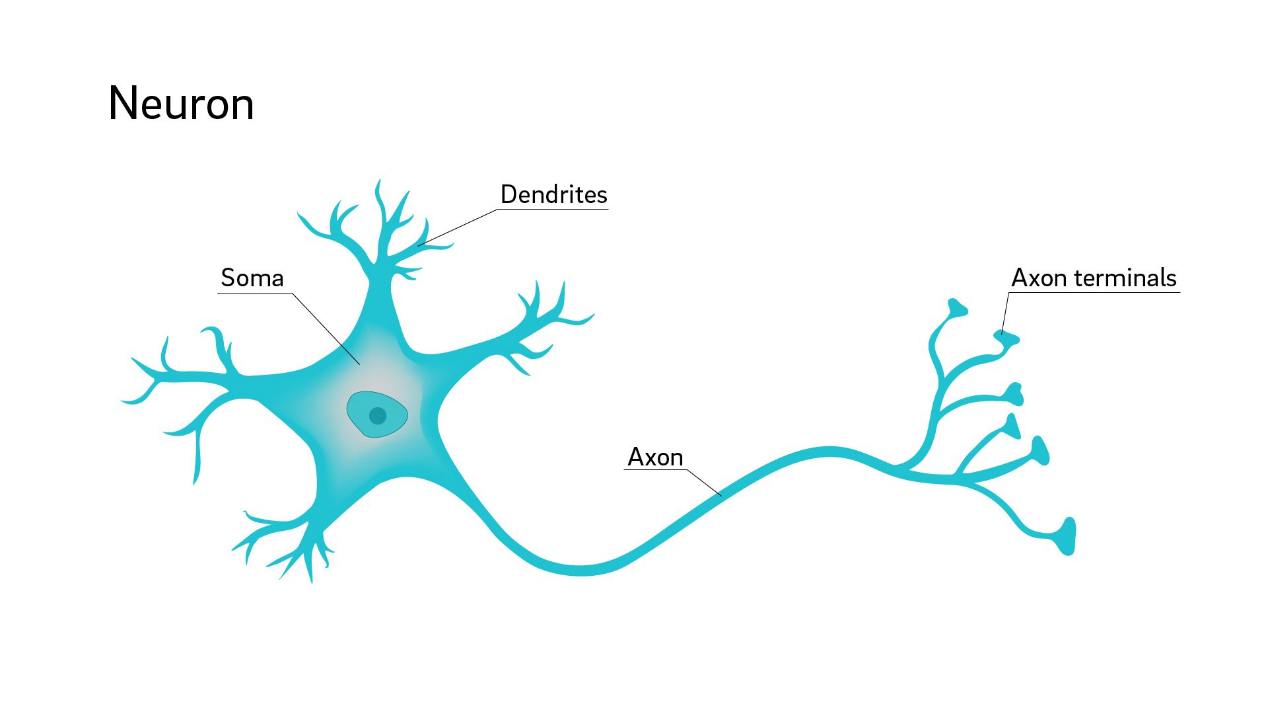 Neuron
Dendrites
Soma
Axon terminals
Axon